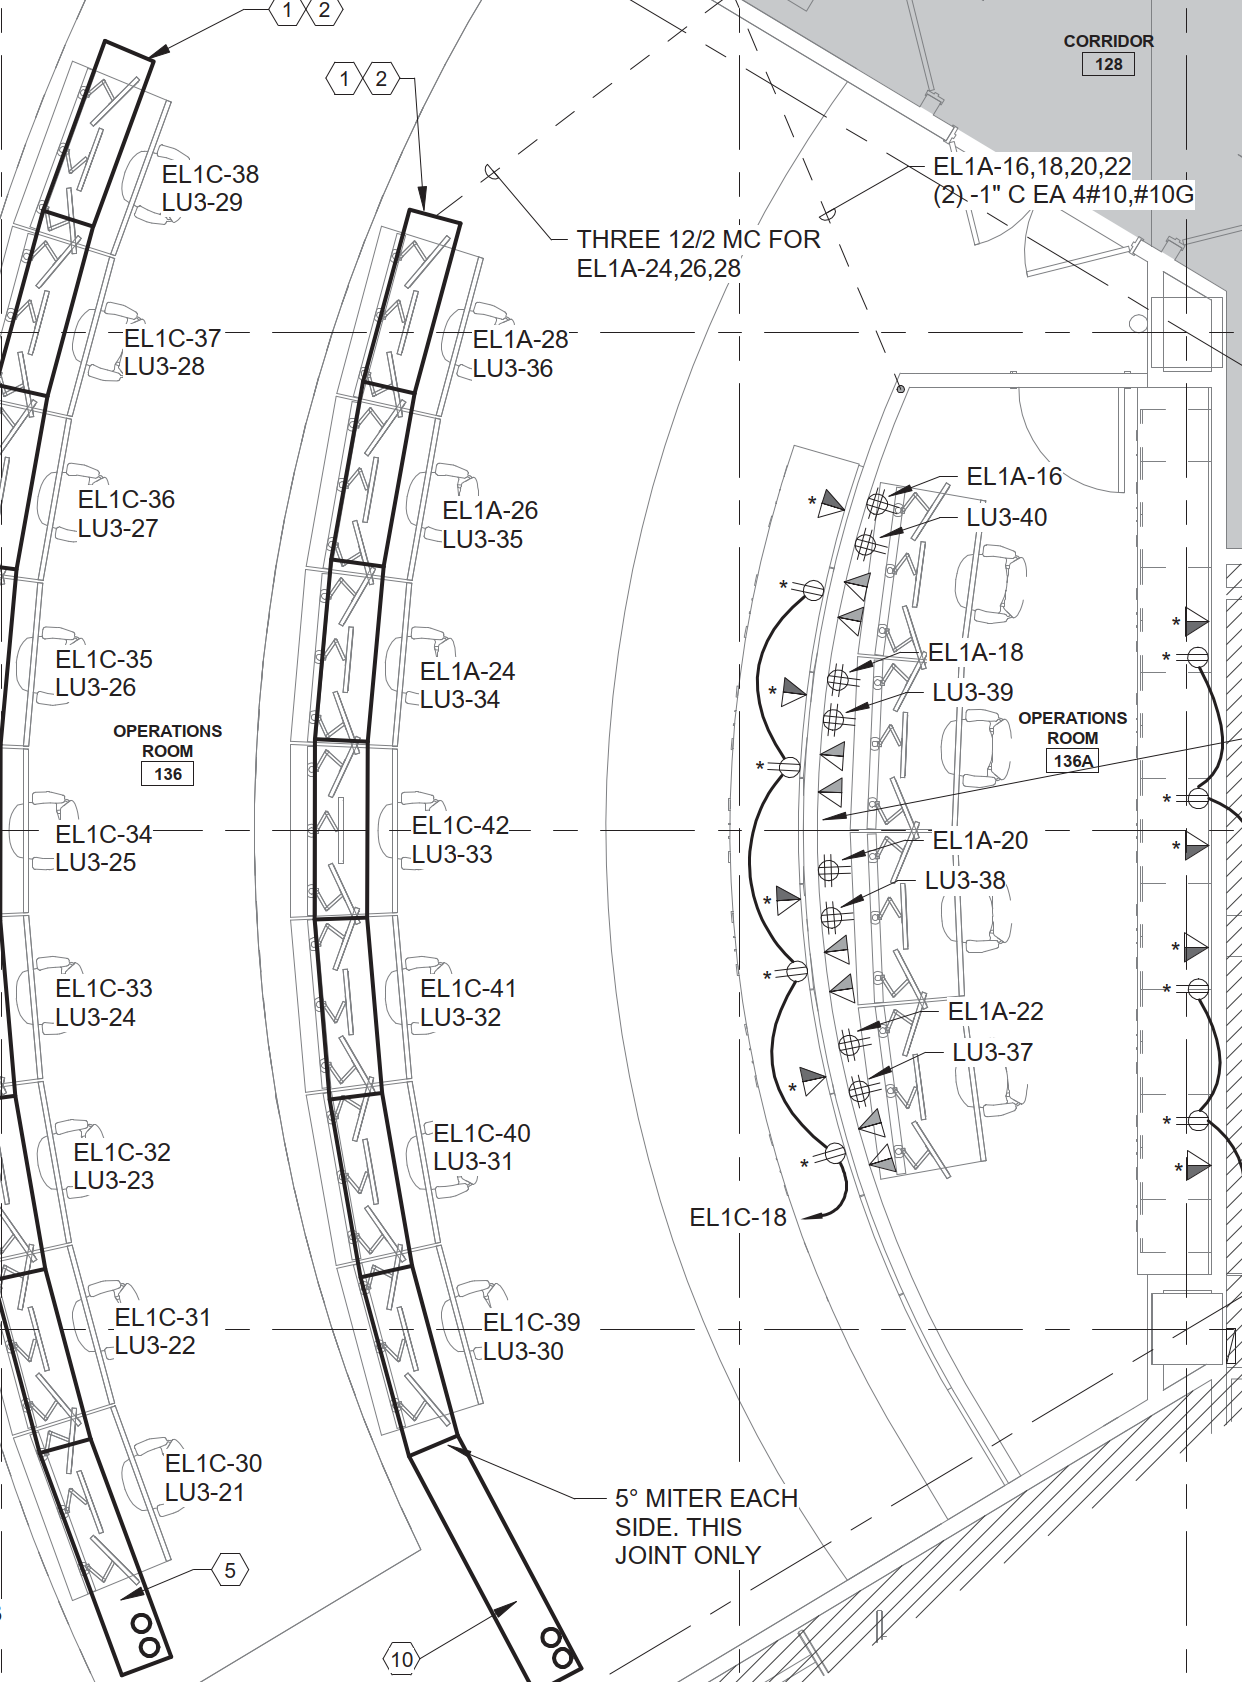 1 2
CORRIDOR
128
1 2
EL1A-16,18,20,22
(2) -1" C EA 4#10,#10G
EL1C-38
LU3-29
THREE 12/2 MC FOR
EL1A-24,26,28
EL1C-37
LU3-28
EL1A-28
LU3-36
EL1A-16
LU3-40
EL1C-36
LU3-27
EL1A-26
LU3-35
*
*
*
*
EL1C-35
LU3-26
EL1A-24
LU3-34
EL1A-18
LU3-39
*
OPERATIONS
ROOM
136
OPERATIONS
ROOM
136A
*
*
*
EL1C-34
LU3-25
EL1C-42
LU3-33
EL1A-20
LU3-38
*
*
*
*
EL1C-33
LU3-24
EL1C-41
LU3-32
EL1A-22
LU3-37
*
*
*
*
EL1C-32
LU3-23
EL1C-40
LU3-31
EL1C-18
EL1C-31
LU3-22
EL1C-39
LU3-30
EL1C-30
LU3-21
5° MITER EACH
SIDE. THIS
JOINT ONLY
5
10